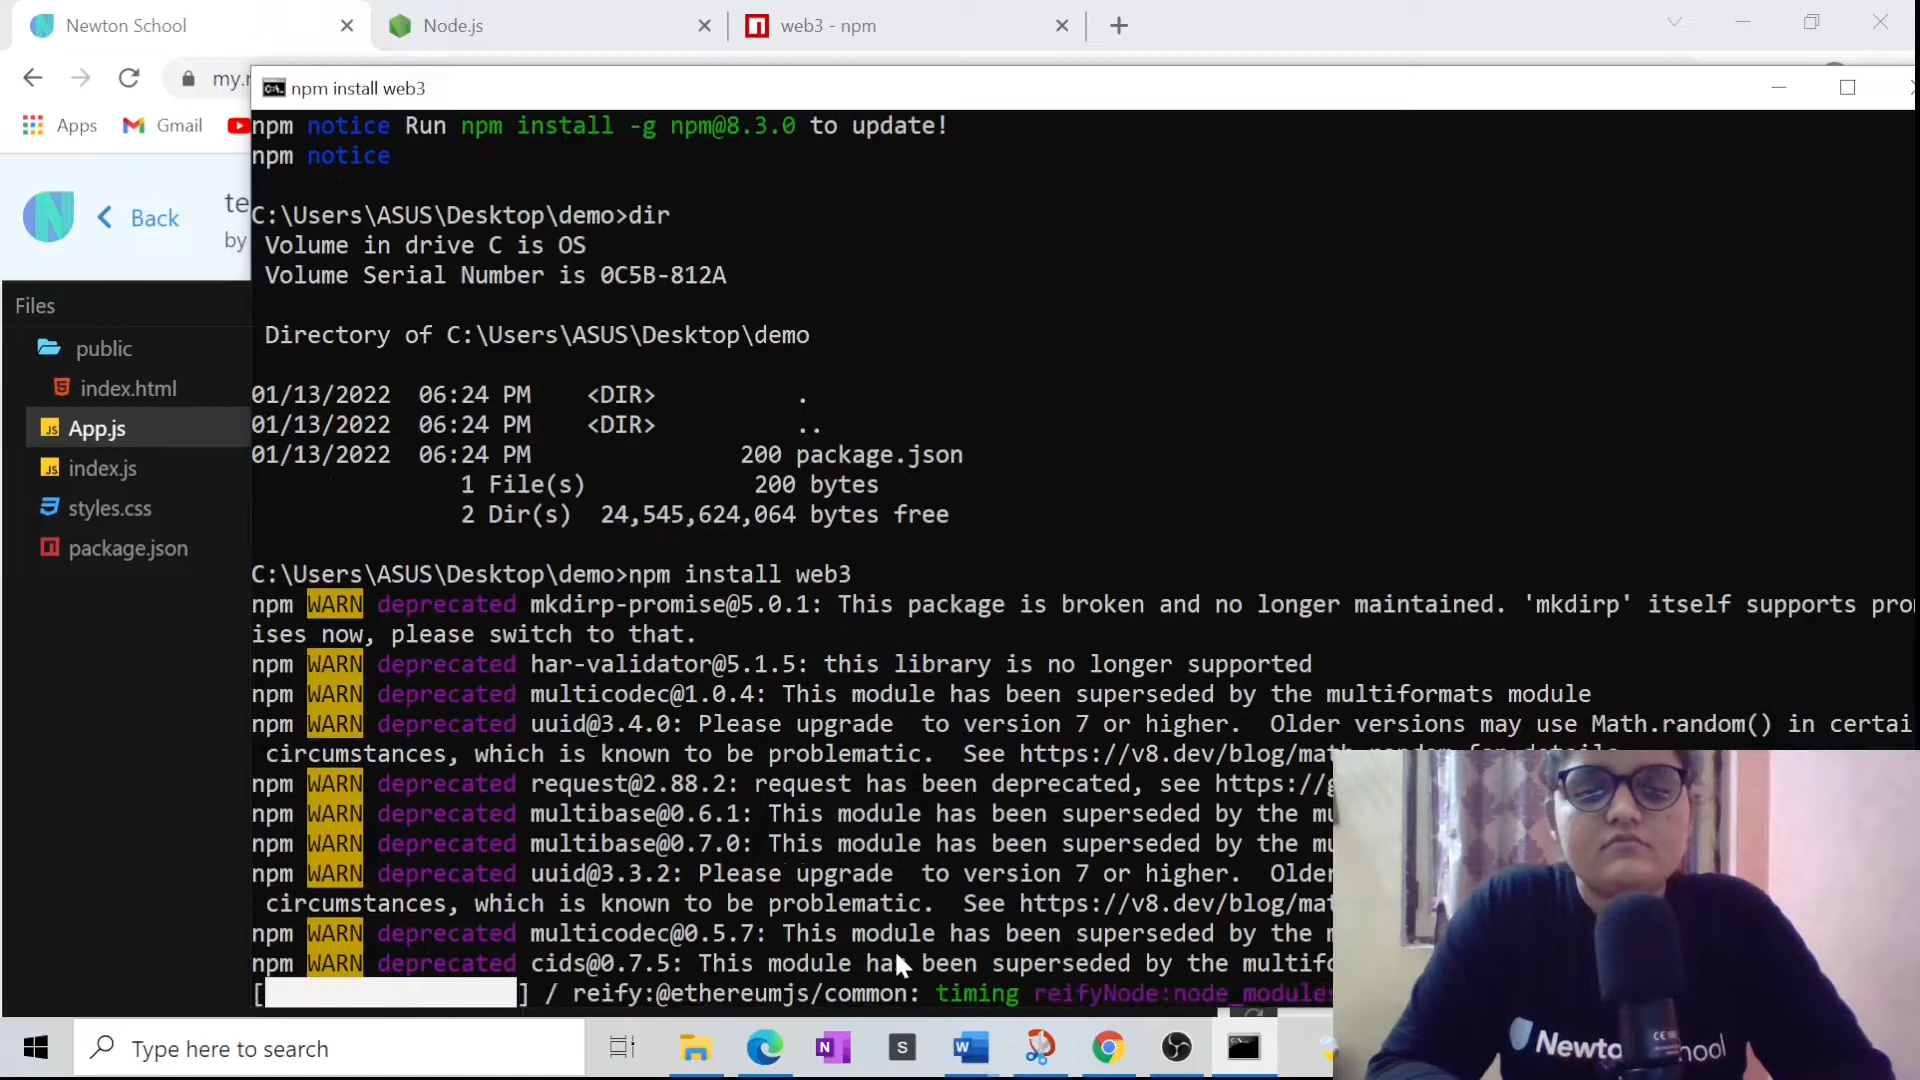 Newton School
Node.js
web3 - npm
my.
npm install web3
Apps
Gmail
npm notice Run npm install -g npm@8.3.0 to update!
npm notice
Back
te
by
C:\Users\ASUS\Desktop\demo>dir
Volume in drive C is OS
Volume Serial Number is 0C5B-812A
Directory of C:\Users\ASUS\Desktop\demo
01/13/2022 06:24 PM <DIR> .
01/13/2022 06:24 PM <DIR> ..
01/13/2022 06:24 PM 200 package.json
1 File(s) 200 bytes
2 Dir(s) 24,545,624,064 bytes free
Files
public
index.html
App.js
index.js
styles.css
package.json
C:\Users\ASUS\Desktop\demo>npm install web3
npm WARN deprecated mkdirp-promise@5.0.1: This package is broken and no longer maintained. 'mkdirp' itself supports pro
ises now, please switch to that.
npm WARN deprecated har-validator@5.1.5: this library is no longer supported
npm WARN deprecated multicodec@1.0.4: This module has been superseded by the multiformats module
npm WARN deprecated uuid@3.4.0: Please upgrade to version 7 or higher. Older versions may use Math.random() in certai
circumstances, which is known to be problematic. See https://v8.dev/blog/math-random for details
npm WARN deprecated request@2.88.2: request has been deprecated, see https://g
npm WARN deprecated multibase@0.6.1: This module has been superseded by the mu
npm WARN deprecated multibase@0.7.0: This module has been superseded by the mu
npm WARN deprecated uuid@3.3.2: Please upgrade to version 7 or higher. Older
circumstances, which is known to be problematic. See https://v8.dev/blog/mat
npm WARN deprecated multicodec@0.5.7: This module has been superseded by the m
npm WARN deprecated cids@0.7.5: This module has been superseded by the multifo
[ ] / reify:@ethereumjs/common: timing reifyNode:node_modules
Type here to search
N
S
W
Newto
ool